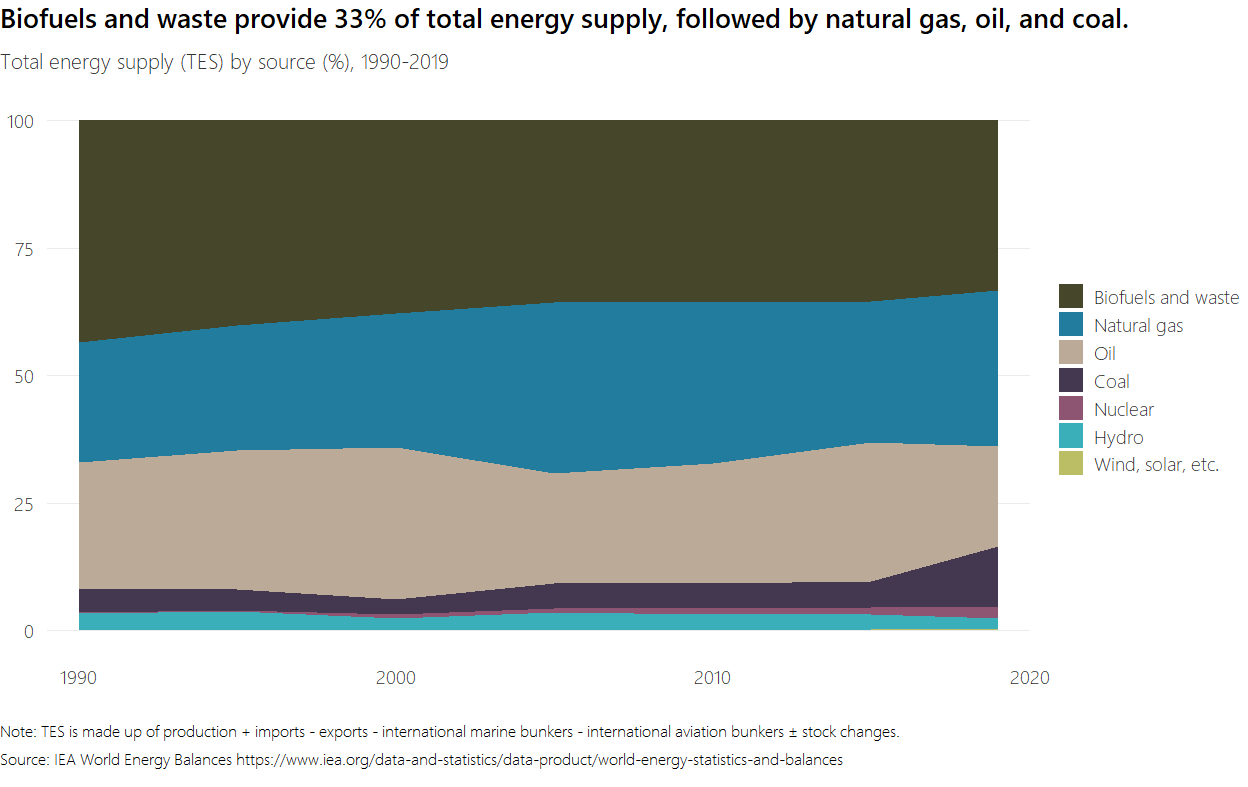 Biofuels and waste provide 33% of total energy supply, followed by natural gas, oil, and coal.
Total energy supply (TES) by source (%), 1990-2019
100
75
50
25
0
1990
2000
2010
2020
Biofuels and waste
Natural gas
Oil
Coal
Nuclear
Hydro
Wind, solar, etc.
Note: TES is made up of production + imports - exports - international marine bunkers - international aviation bunkers ± stock changes.
Source: IEA World Energy Balances https://www.iea.org/data-and-statistics/data-product/world-energy-statistics-and-balances